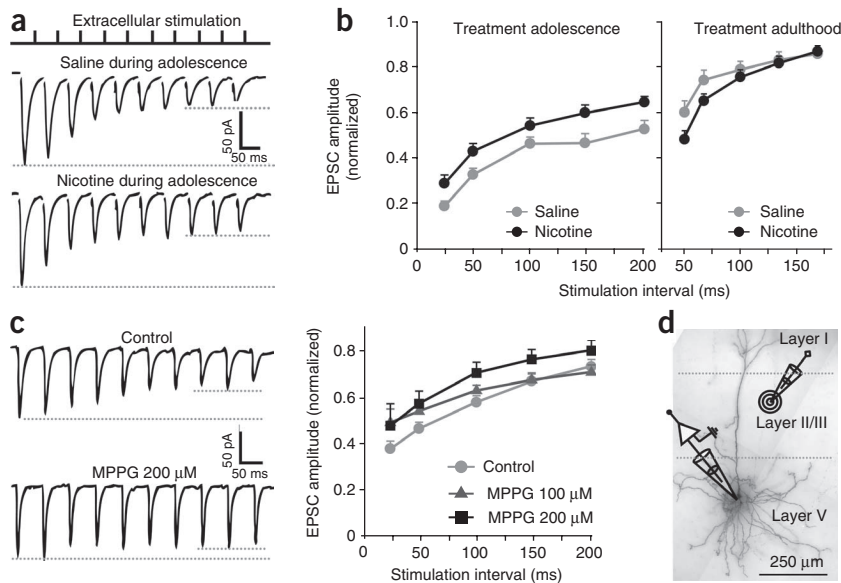 a
Extracellular stimulation
Saline during adolescence
50 pA
50 ms
Nicotine during adolescence
b
Treatment adolescence
Treatment adulthood
EPSC amplitude
(normalized)
1.0
0.8
0.6
0.4
0.2
0
Saline
Nicotine
Saline
Nicotine
0 50 100 150 200
50 100 150
Stimulation interval (ms)
c
Control
50 pA
50 ms
MPPG 200 μM
EPSC amplitude (normalized)
0.8
0.6
0.4
0.2
0
Control
MPPG 100 μM
MPPG 200 μM
0 50 100 150 200
Stimulation interval (ms)
d
Layer I
Layer II/III
Layer V
250 μm